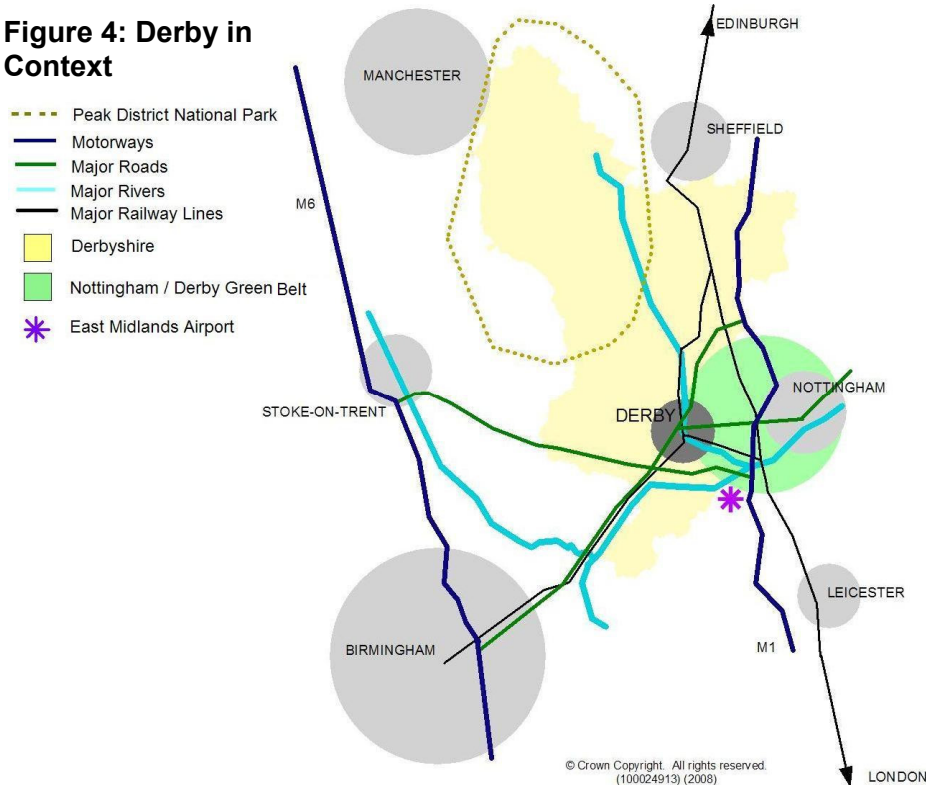 Figure 4: Derby in
Context
Peak District National Park
Motorways
Major Roads
Major Rivers
Major Railway Lines
Derbyshire
Nottingham / Derby Green Belt
East Midlands Airport
EDINBURGH
MANCHESTER
SHEFFIELD
M6
NOTTINGHAM
STOKE-ON-TRENT
DERBY
LEICESTER
BIRMINGHAM
M1
© Crown Copyright. All rights reserved.
(100024913) (2008)
LONDON